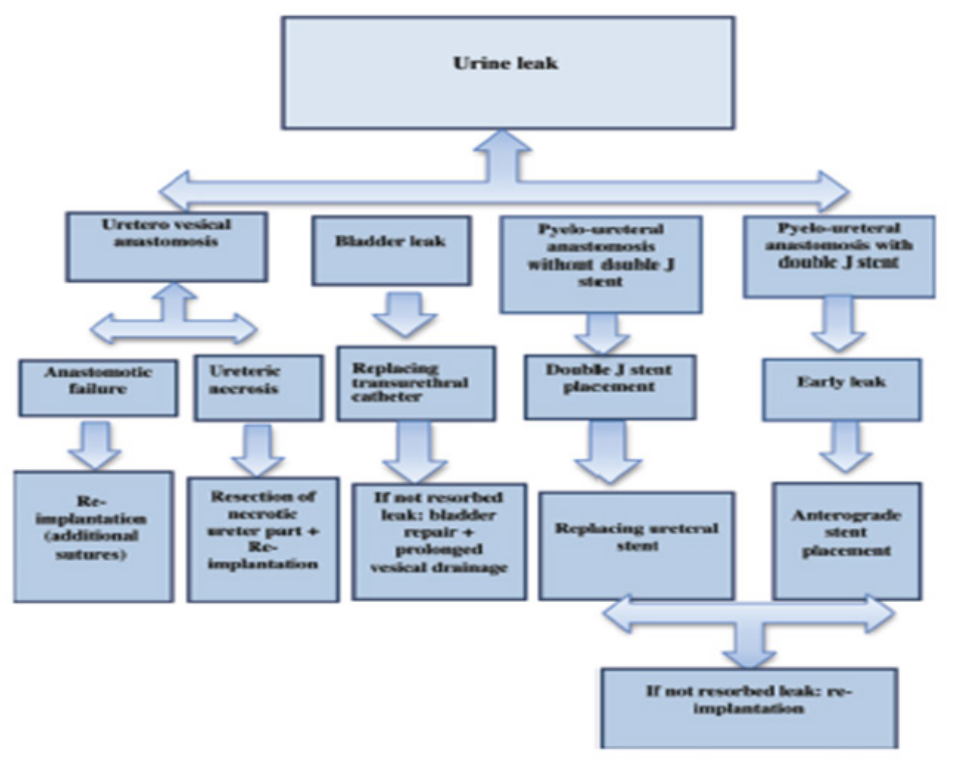 Urine leak
Uretero vesical
anastomosis
Bladder leak
Pyelo-ureteral
anastomosis
without double J
stent
Pyelo-ureteral
anastomosis with
double J stent
Anastomotic
failure
Ureteric
necrosis
Replacing
transurethral
catheter
Double J stent
placement
Early leak
Re-
implantation
(additional
sutures)
Resection of
necrotic
ureter part +
Re-
implantation
If not resorbed
leak: bladder
repair +
prolonged
vesical drainage
Replacing ureteral
stent
Anterograde
stent
placement
If not resorbed leak: re-
implantation